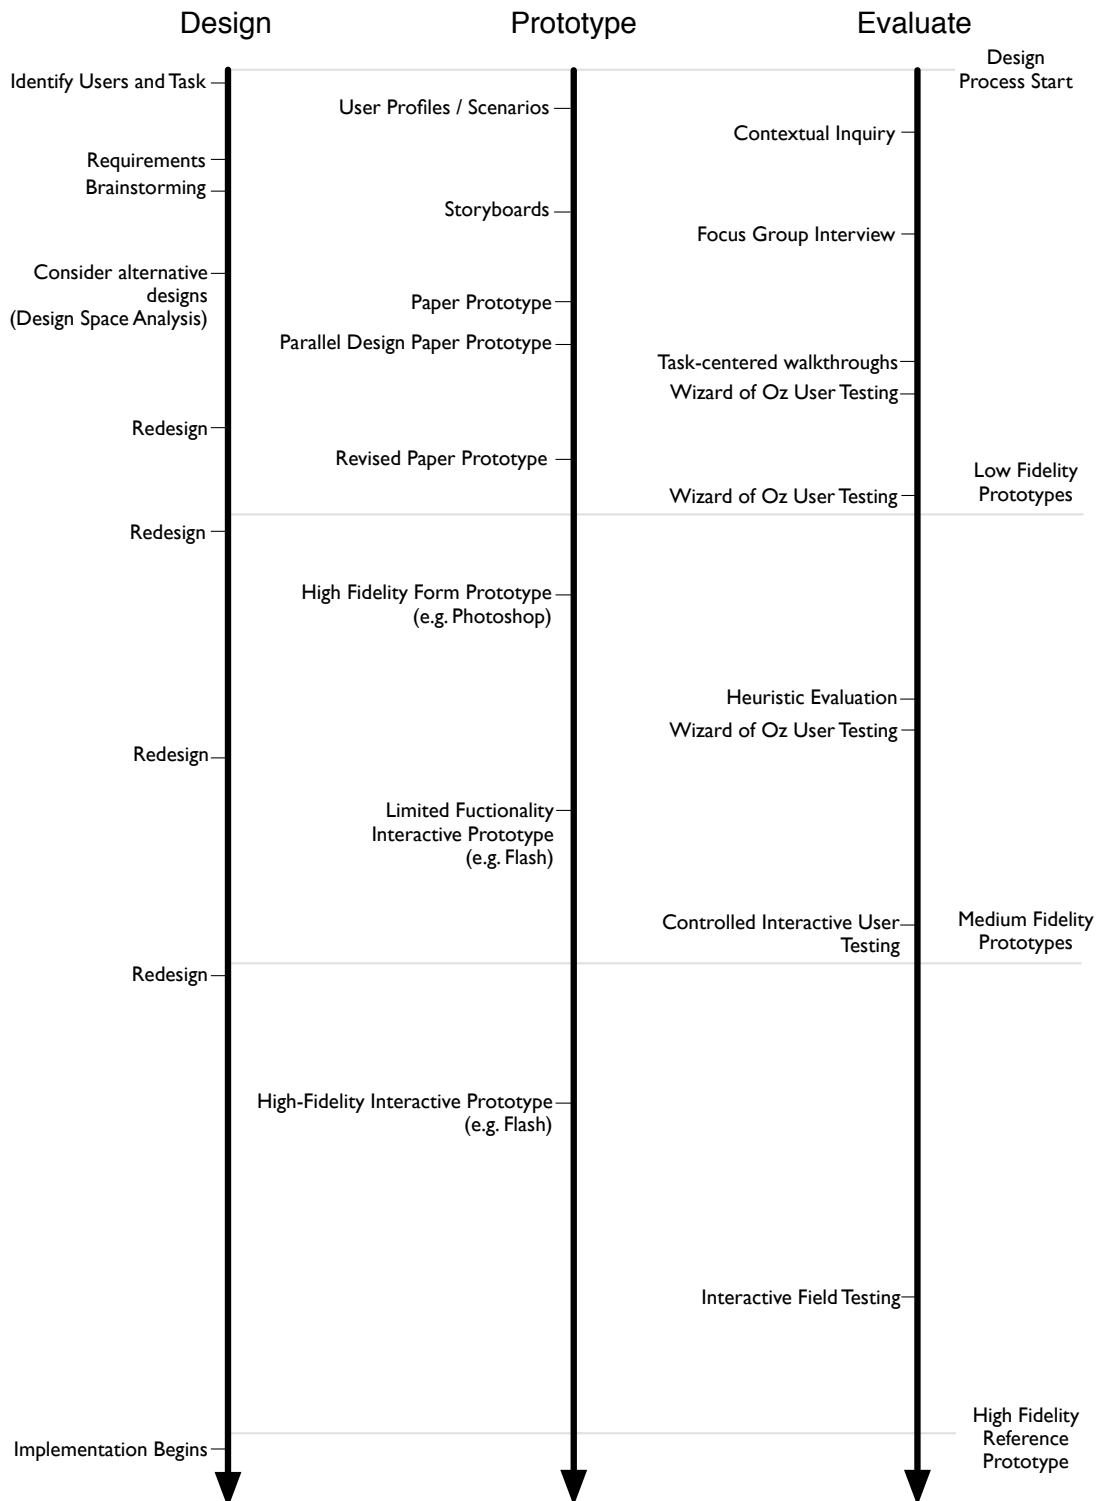 Design
Prototype
Evaluate
Design
Process Start
Identify Users and Task
User Profiles / Scenarios
Contextual Inquiry
Requirements
Brainstorming
Storyboards
Focus Group Interview
Consider alternative
designs
(Design Space Analysis)
Paper Prototype
Parallel Design Paper Prototype
Task-centered walkthroughs
Wizard of Oz User Testing
Redesign
Revised Paper Prototype
Low Fidelity
Prototypes
Wizard of Oz User Testing
Redesign
High Fidelity Form Prototype
(e.g. Photoshop)
Heuristic Evaluation
Wizard of Oz User Testing
Redesign
Limited Fuctionality
Interactive Prototype
(e.g. Flash)
Controlled Interactive User
Testing
Medium Fidelity
Prototypes
Redesign
High-Fidelity Interactive Prototype
(e.g. Flash)
Interactive Field Testing
High Fidelity
Reference
Prototype
Implementation Begins